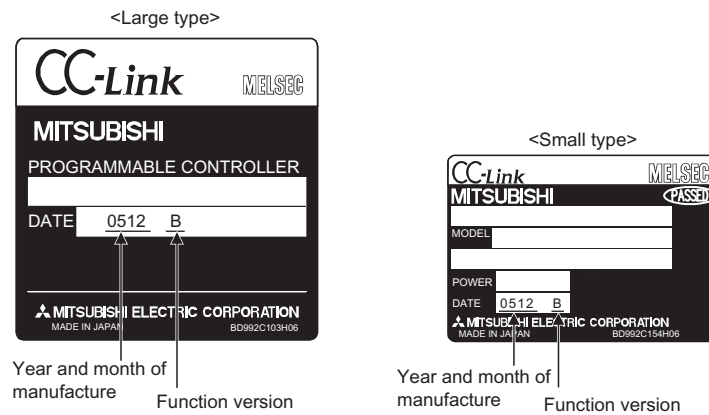 <Large type>
CC-Link MELSEC
MITSUBISHI
PROGRAMMABLE CONTROLLER
DATE 0512 B
MITSUBISHI ELECTRIC CORPORATION
MADE IN JAPAN BD992C103H06
Year and month of
manufacture
Function version
<Small type>
CC-Link MELSEC
MITSUBISHI PASSED
MODEL
POWER
DATE 0512 B
MITSUBISHI ELECTRIC CORPORATION
MADE IN JAPAN BD992C154H06
Year and month of
manufacture
Function version